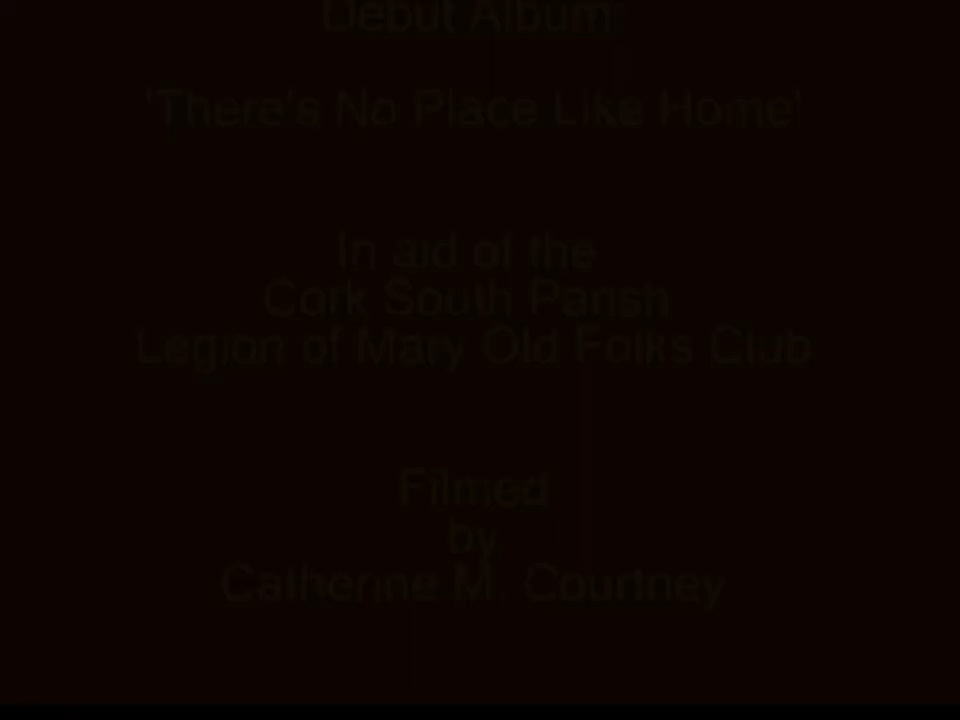 Debut Album:
'There's No Place Like Home'
In aid of the
Cork South Parish
Legion of Mary Old Folks Club
Filmed
by
Catherine M. Courtney